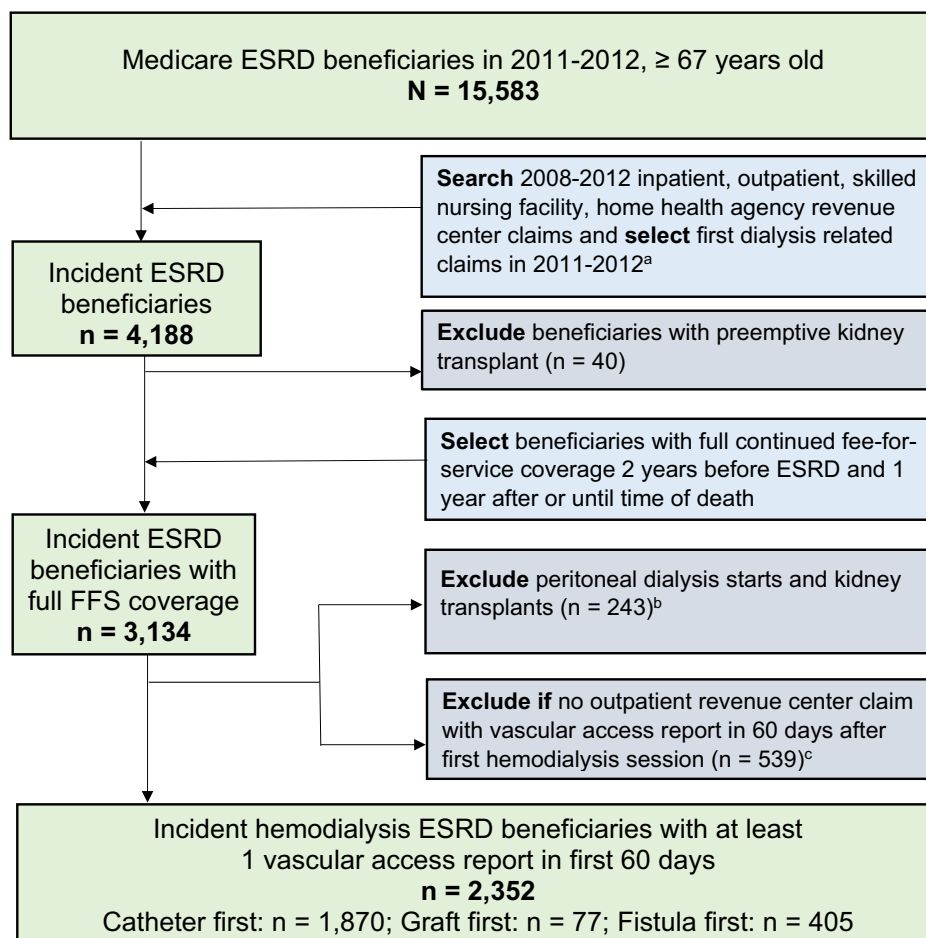 Medicare ESRD beneficiaries in 2011-2012, ≥ 67 years old
N = 15,583
Search 2008-2012 inpatient, outpatient, skilled
nursing facility, home health agency revenue
center claims and select first dialysis related
claims in 2011-2012ᵃ
Incident ESRD
beneficiaries
n = 4,188
Exclude beneficiaries with preemptive kidney
transplant (n = 40)
Select beneficiaries with full continued fee-for-
service coverage 2 years before ESRD and 1
year after or until time of death
Incident ESRD
beneficiaries with
full FFS coverage
n = 3,134
Exclude peritoneal dialysis starts and kidney
transplants (n = 243)ᵇ
Exclude if no outpatient revenue center claim
with vascular access report in 60 days after
first hemodialysis session (n = 539)ᶜ
Incident hemodialysis ESRD beneficiaries with at least
1 vascular access report in first 60 days
n = 2,352
Catheter first: n = 1,870; Graft first: n = 77; Fistula first: n = 405